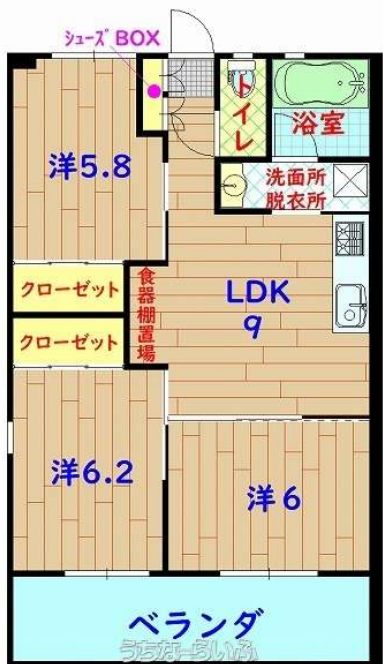 シューズBOX
トイレ
浴室
洋5.8
洗面所
脱衣所
クローゼット
食器棚置場
LDK
9
クローゼット
洋6.2
洋6
ベランダ
うちなーらいふ